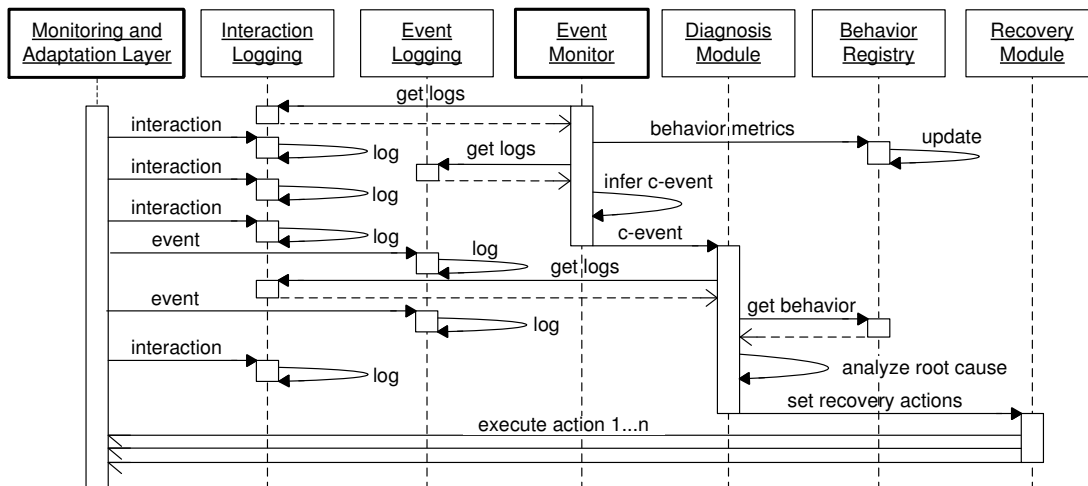 Monitoring and
Adaptation Layer
Interaction
Logging
Event
Logging
Event
Monitor
Diagnosis
Module
Behavior
Registry
Recovery
Module
get logs
interaction
log
behavior metrics
update
get logs
interaction
log
infer c-event
interaction
log
c-event
event
log
get logs
event
log
get behavior
interaction
log
analyze root cause
set recovery actions
execute action 1...n